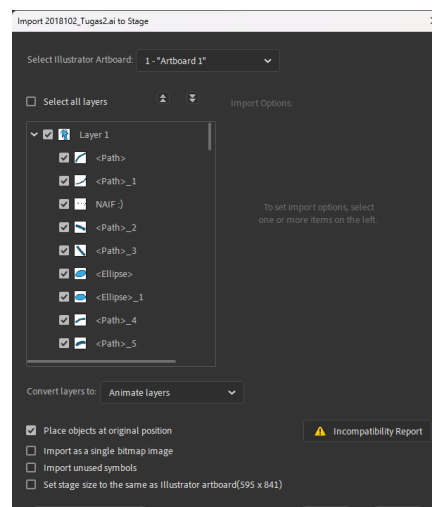 Import 2018102_Tugas2.ai to Stage
Select Illustrator Artboard: 1 - "Artboard 1"
Select all layers
Import Options:
Layer 1
<Path>
<Path>_1
NAIF :)
<Path>_2
<Path>_3
<Ellipse>
<Ellipse>_1
<Path>_4
<Path>_5
To set import options, select
one or more items on the left.
Convert layers to: Animate layers
Place objects at original position
Incompatibility Report
Import as a single bitmap image
Import unused symbols
Set stage size to the same as Illustrator artboard(595 x 841)